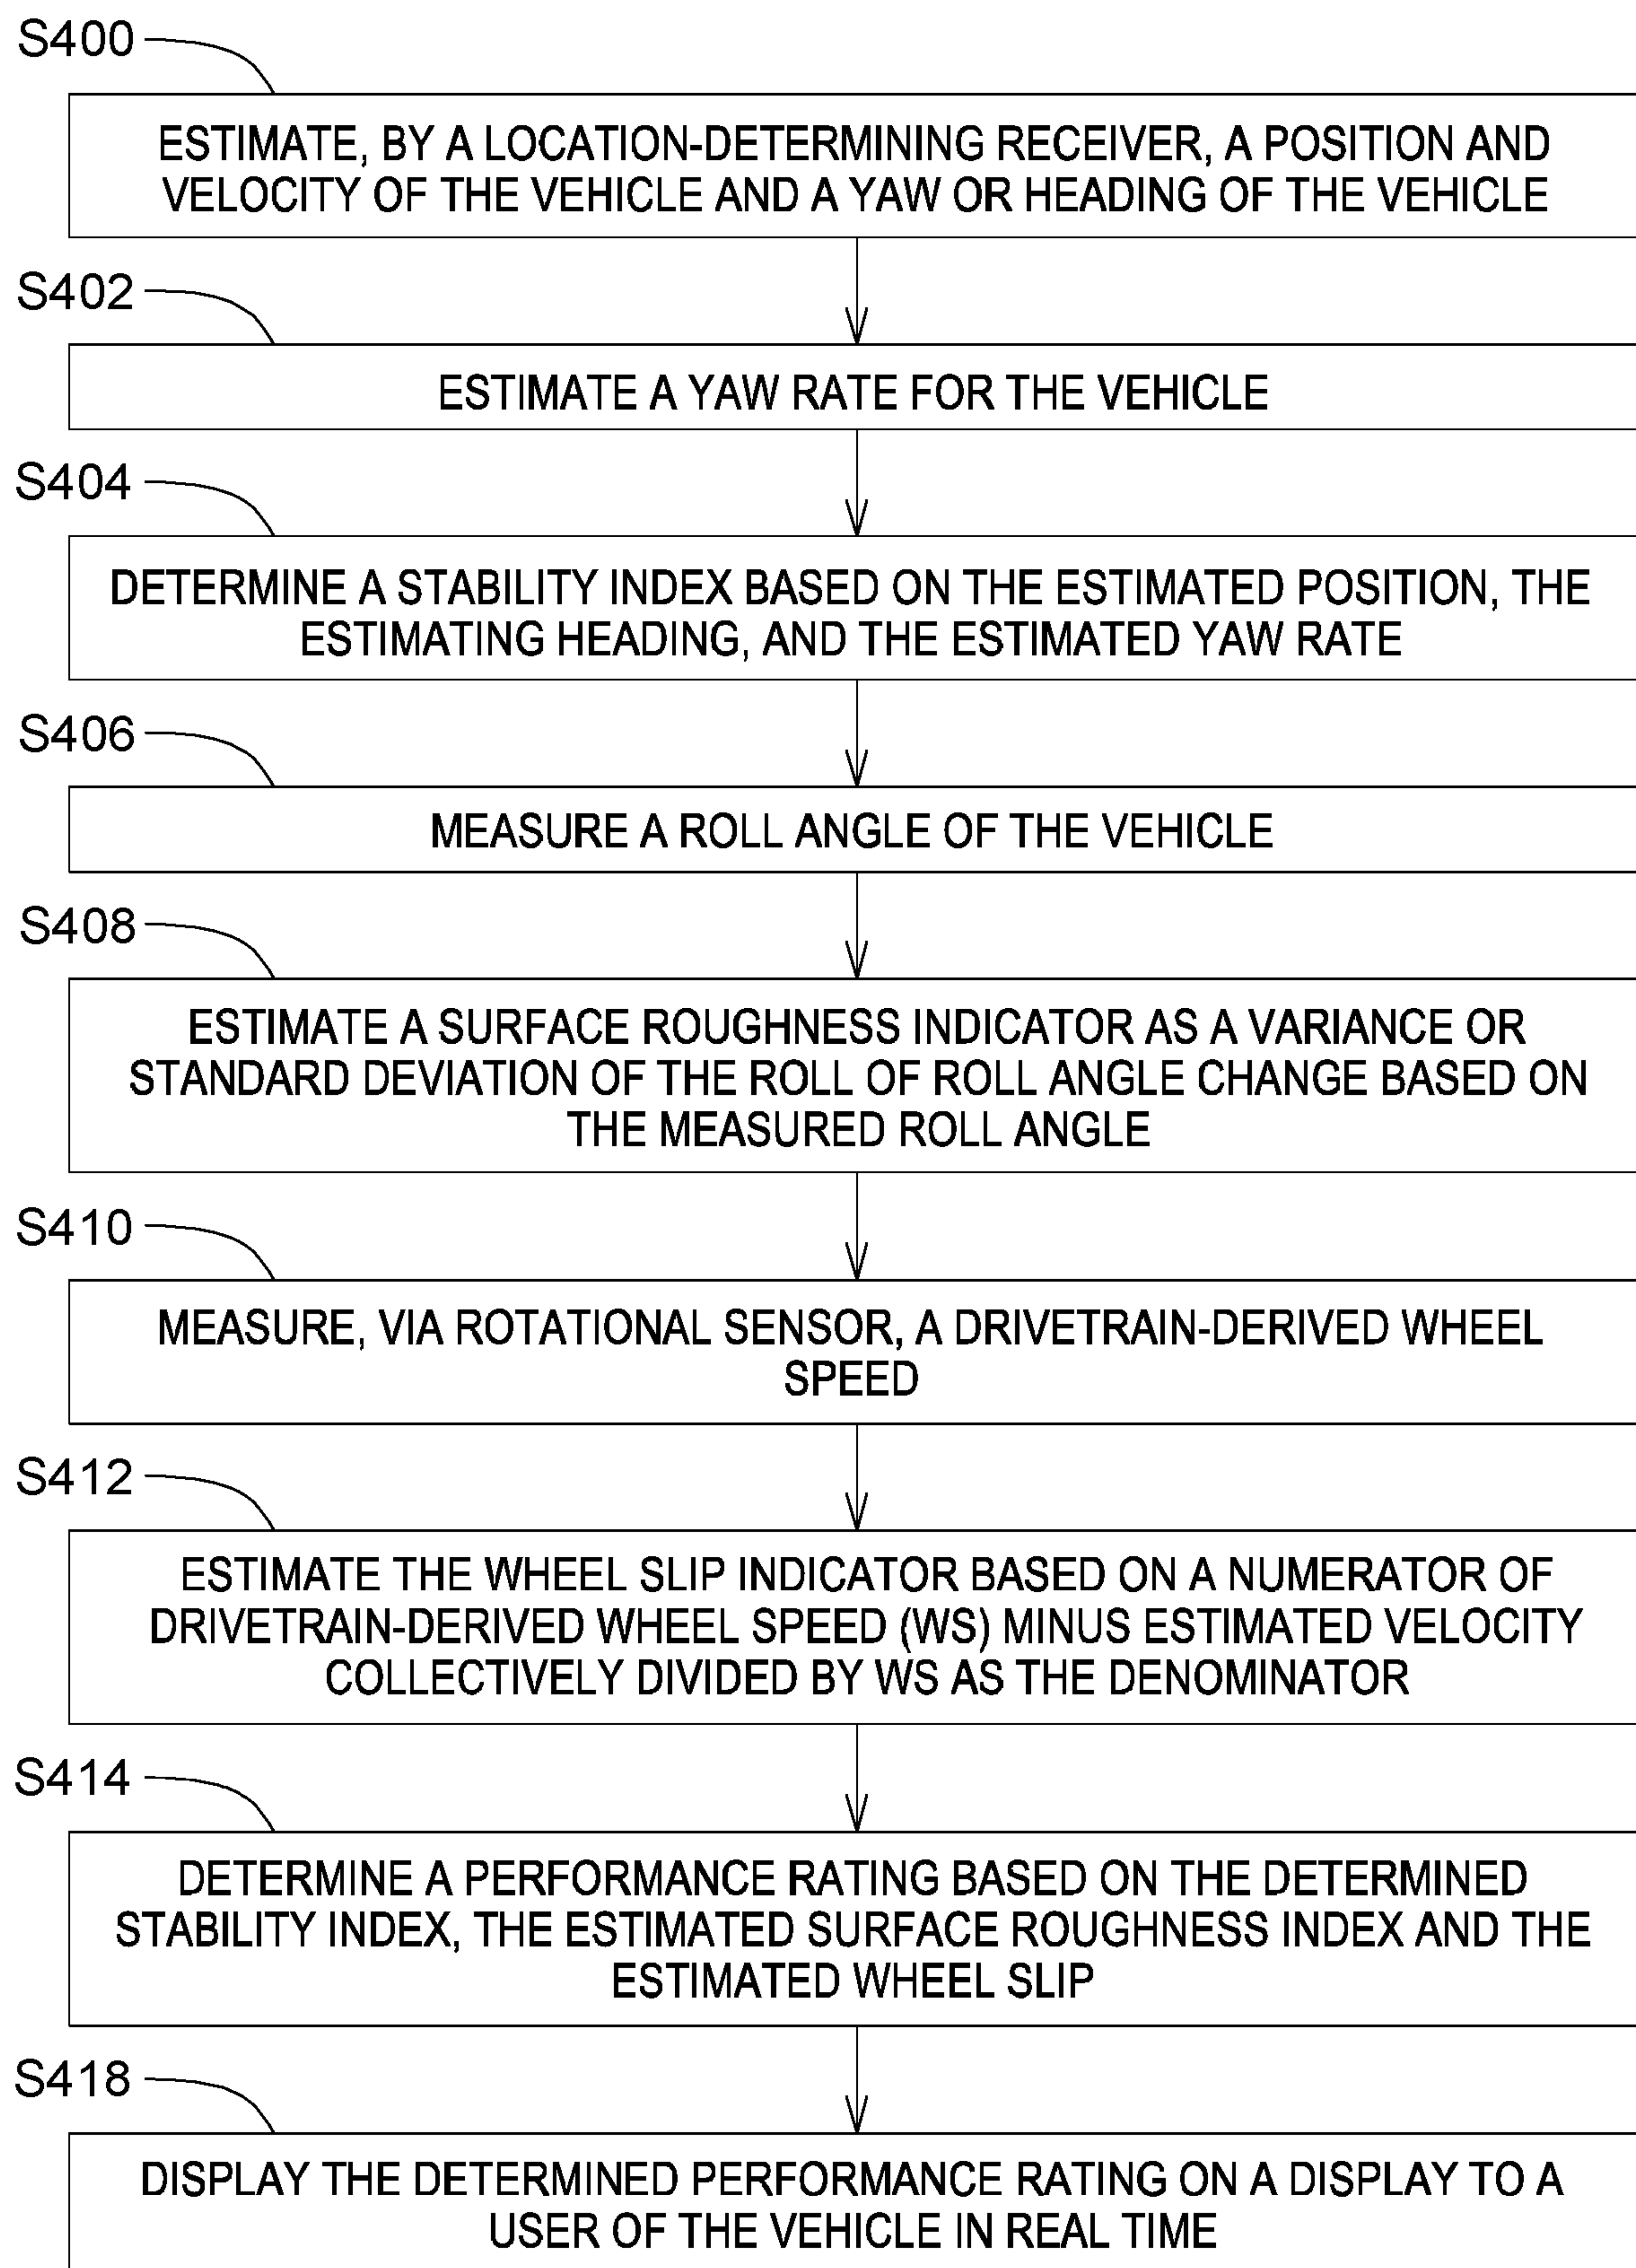 S400
ESTIMATE, BY A LOCATION-DETERMINING RECEIVER, A POSITION AND
VELOCITY OF THE VEHICLE AND A YAW OR HEADING OF THE VEHICLE
S402
ESTIMATE A YAW RATE FOR THE VEHICLE
S404
DETERMINE A STABILITY INDEX BASED ON THE ESTIMATED POSITION, THE
ESTIMATING HEADING, AND THE ESTIMATED YAW RATE
S406
MEASURE A ROLL ANGLE OF THE VEHICLE
S408
ESTIMATE A SURFACE ROUGHNESS INDICATOR AS A VARIANCE OR
STANDARD DEVIATION OF THE ROLL OF ROLL ANGLE CHANGE BASED ON
THE MEASURED ROLL ANGLE
S410
MEASURE, VIA ROTATIONAL SENSOR, A DRIVETRAIN-DERIVED WHEEL
SPEED
S412
ESTIMATE THE WHEEL SLIP INDICATOR BASED ON A NUMERATOR OF
DRIVETRAIN-DERIVED WHEEL SPEED (WS) MINUS ESTIMATED VELOCITY
COLLECTIVELY DIVIDED BY WS AS THE DENOMINATOR
S414
DETERMINE A PERFORMANCE RATING BASED ON THE DETERMINED
STABILITY INDEX, THE ESTIMATED SURFACE ROUGHNESS INDEX AND THE
ESTIMATED WHEEL SLIP
S418
DISPLAY THE DETERMINED PERFORMANCE RATING ON A DISPLAY TO A
USER OF THE VEHICLE IN REAL TIME